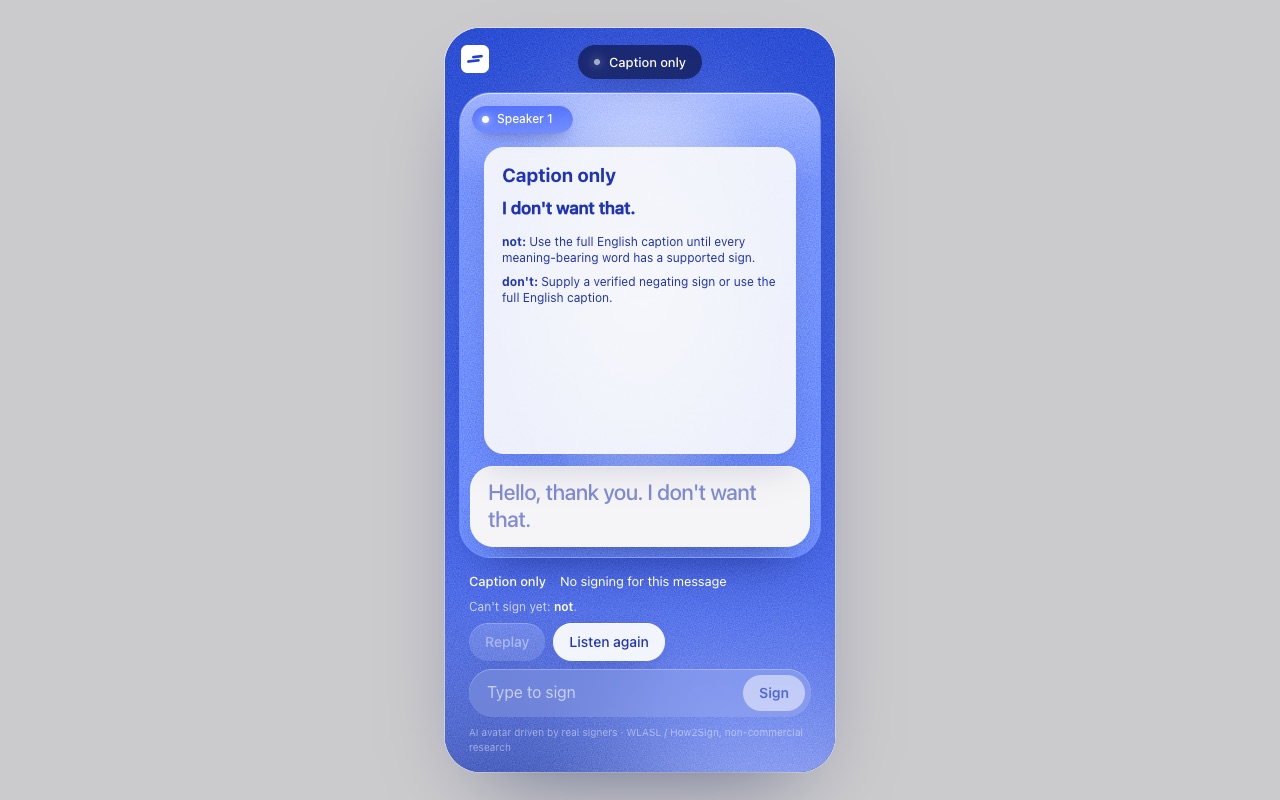 Caption only
Speaker 1
Caption only
I don't want that.
not: Use the full English caption until every
meaning-bearing word has a supported sign.
don't: Supply a verified negating sign or use the
full English caption.
Hello, thank you. I don't want
that.
Caption only No signing for this message
Can't sign yet: not.
Replay Listen again
Type to sign Sign
AI avatar driven by real signers · WLASL / How2Sign, non-commercial
research